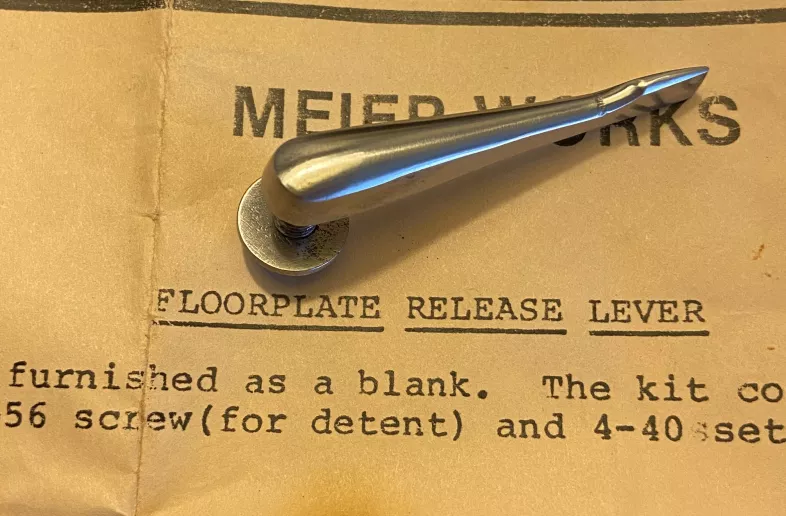 MEIER WORKS
FLOORPLATE RELEASE LEVER
furnished as a blank. The kit co
56 screw(for detent) and 4-40 set